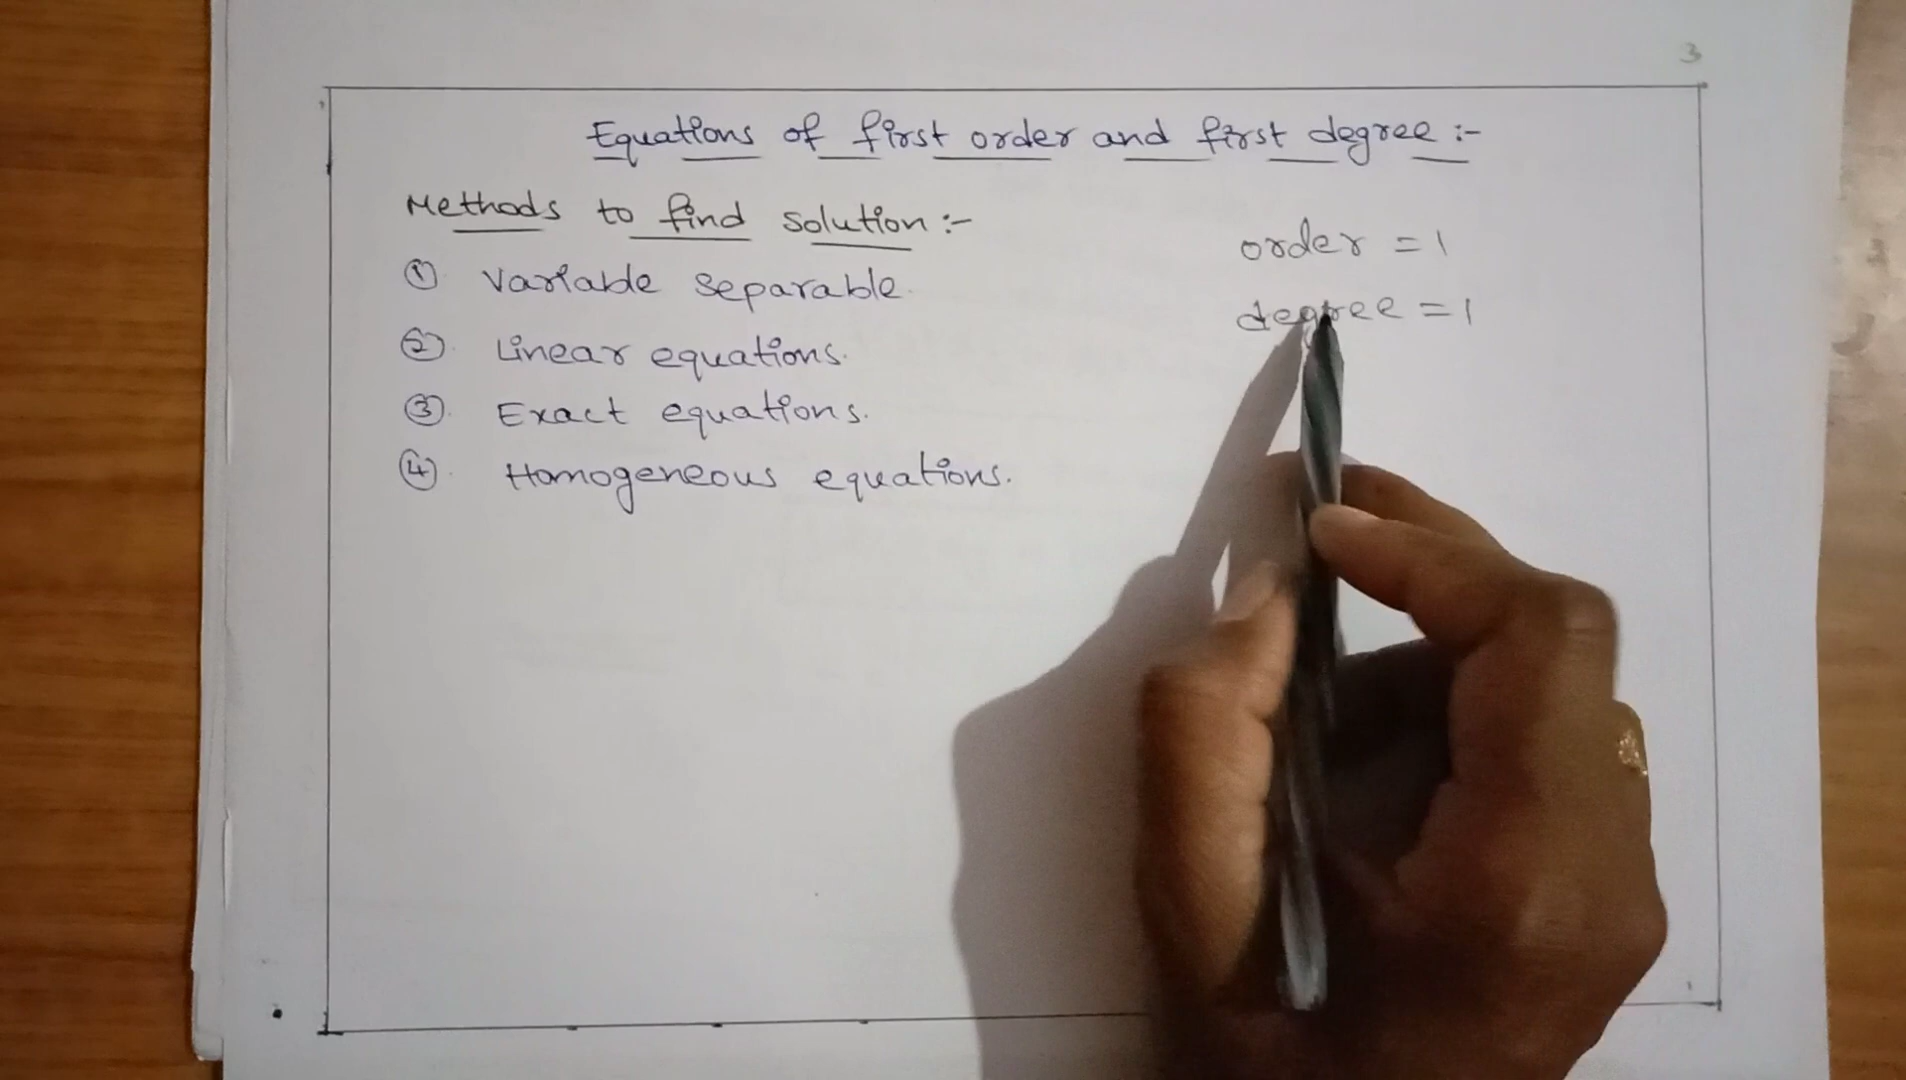 3
Equations of first order and first degree :-
Methods to find solution :-
order = 1
① Variable separable.
degree = 1
② Linear equations.
③ Exact equations.
④ Homogeneous equations.